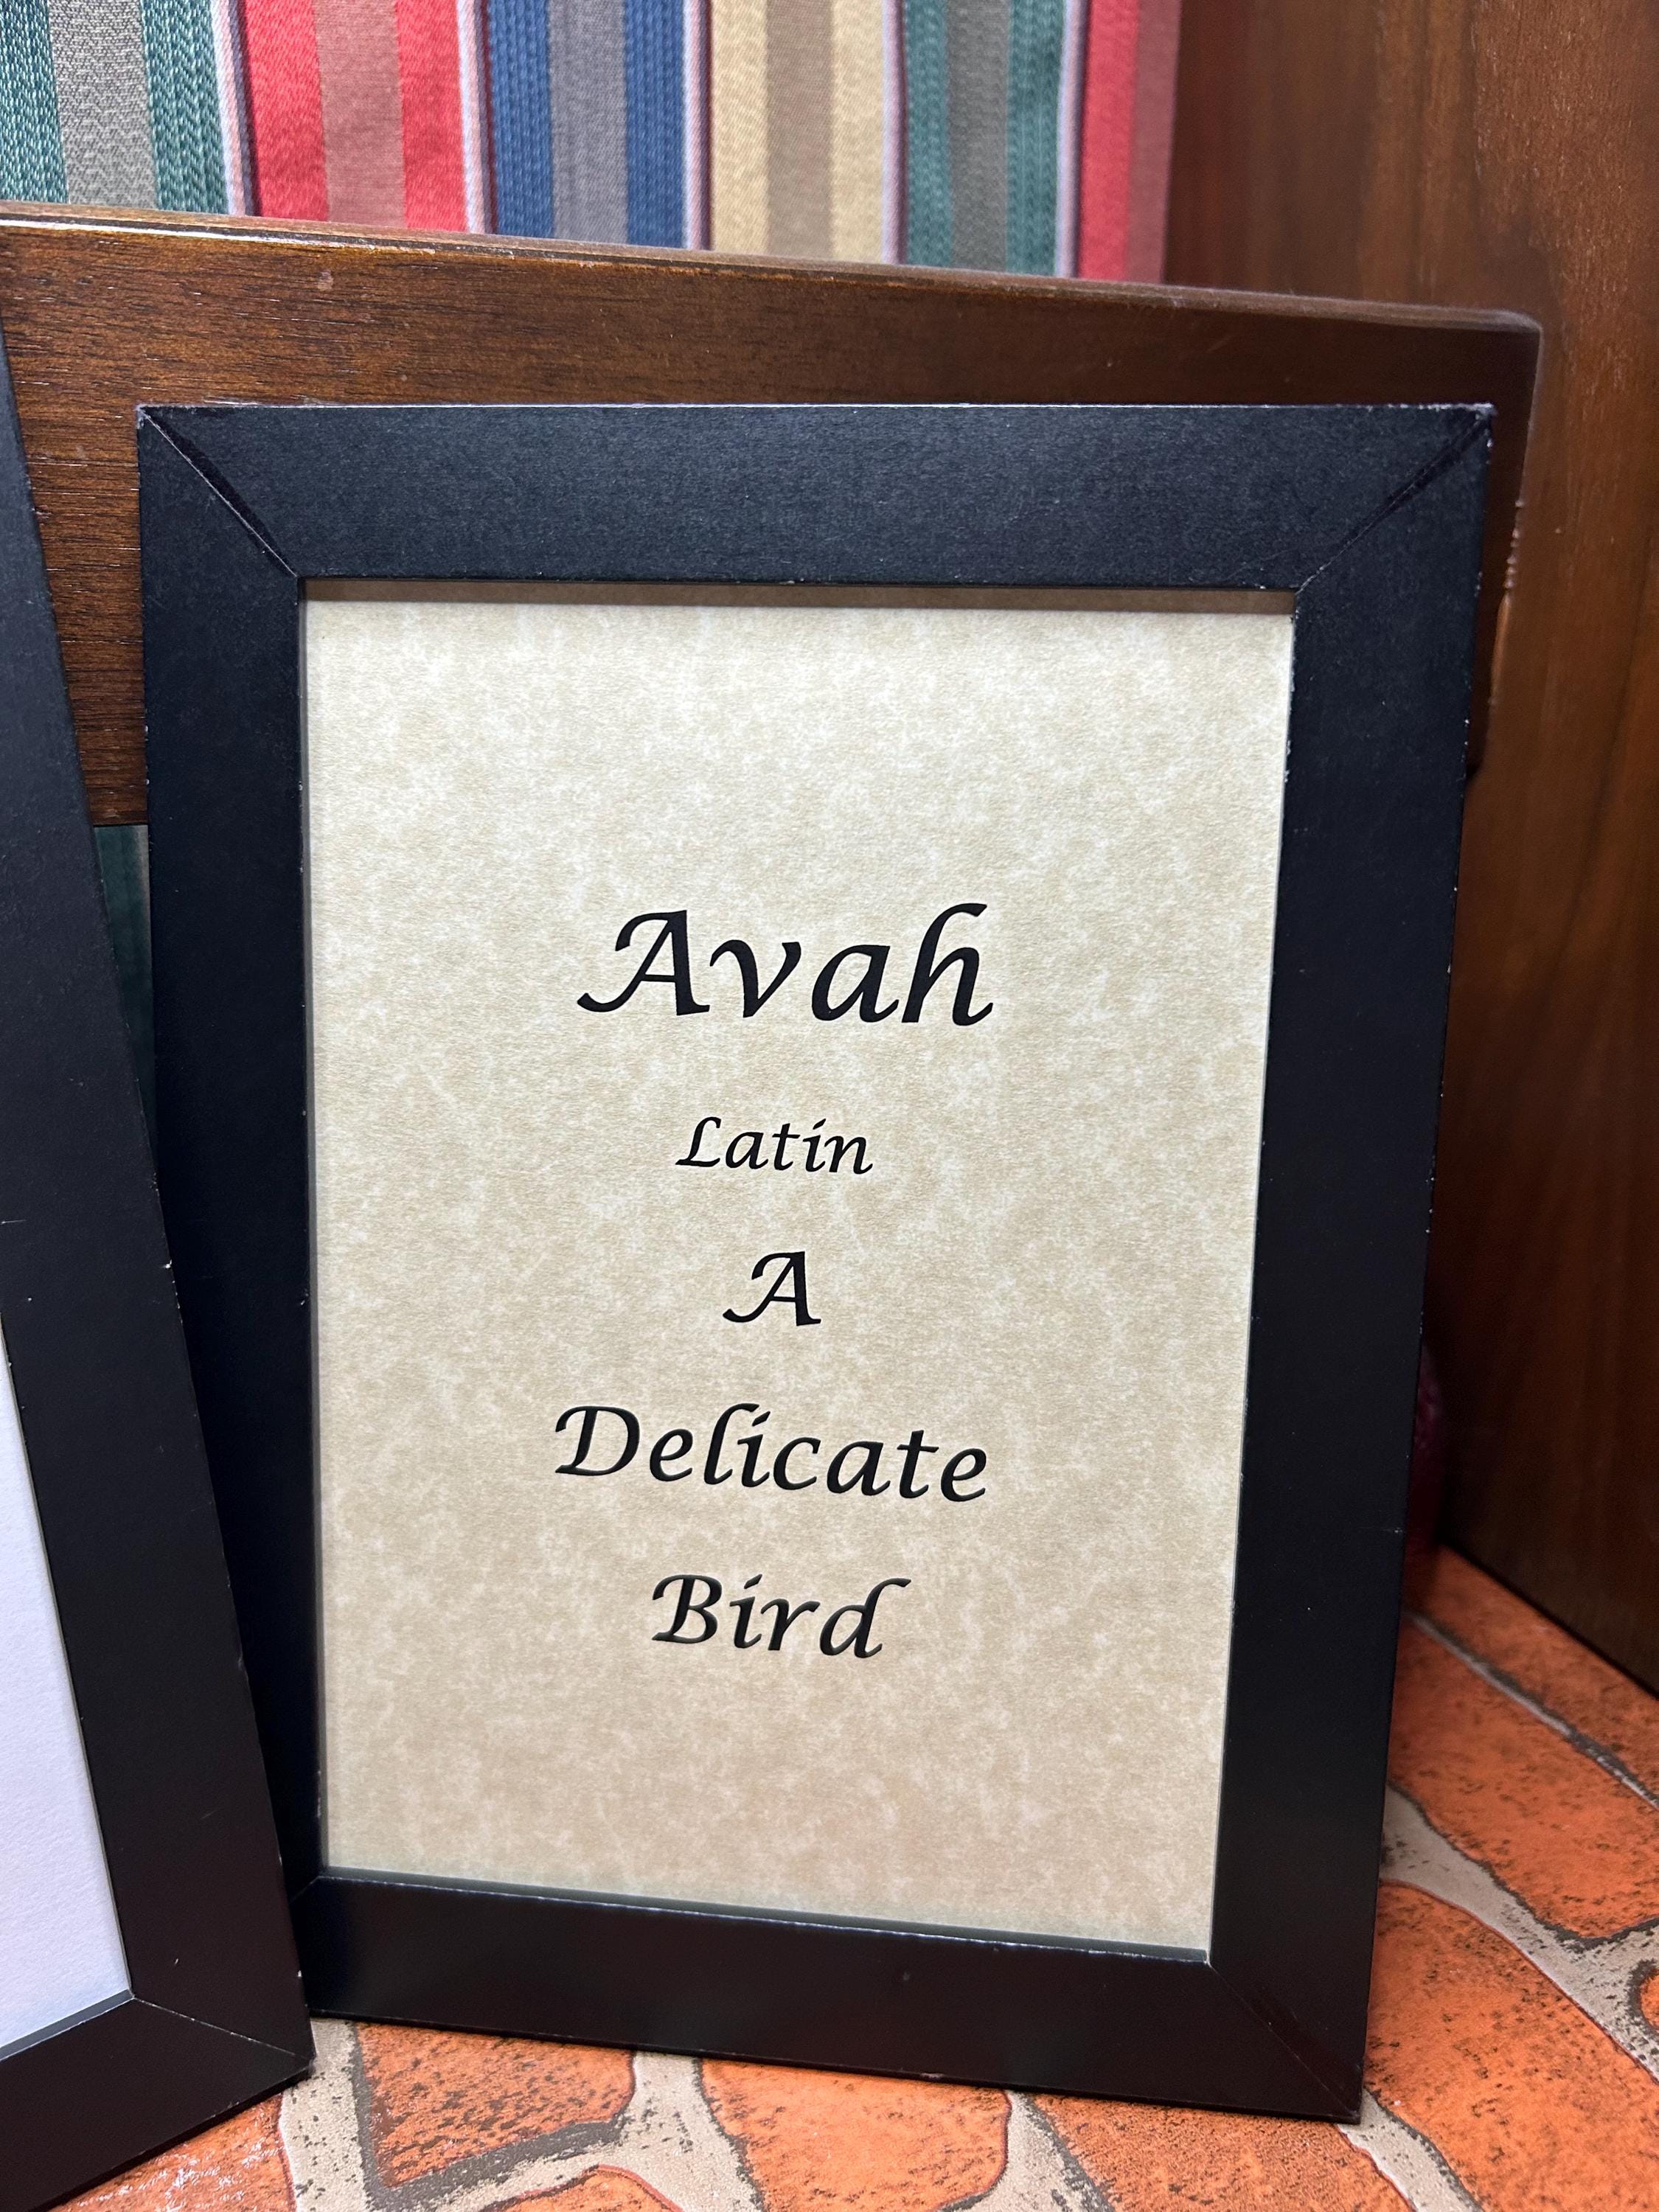 Avah
Latin
A
Delicate
Bird